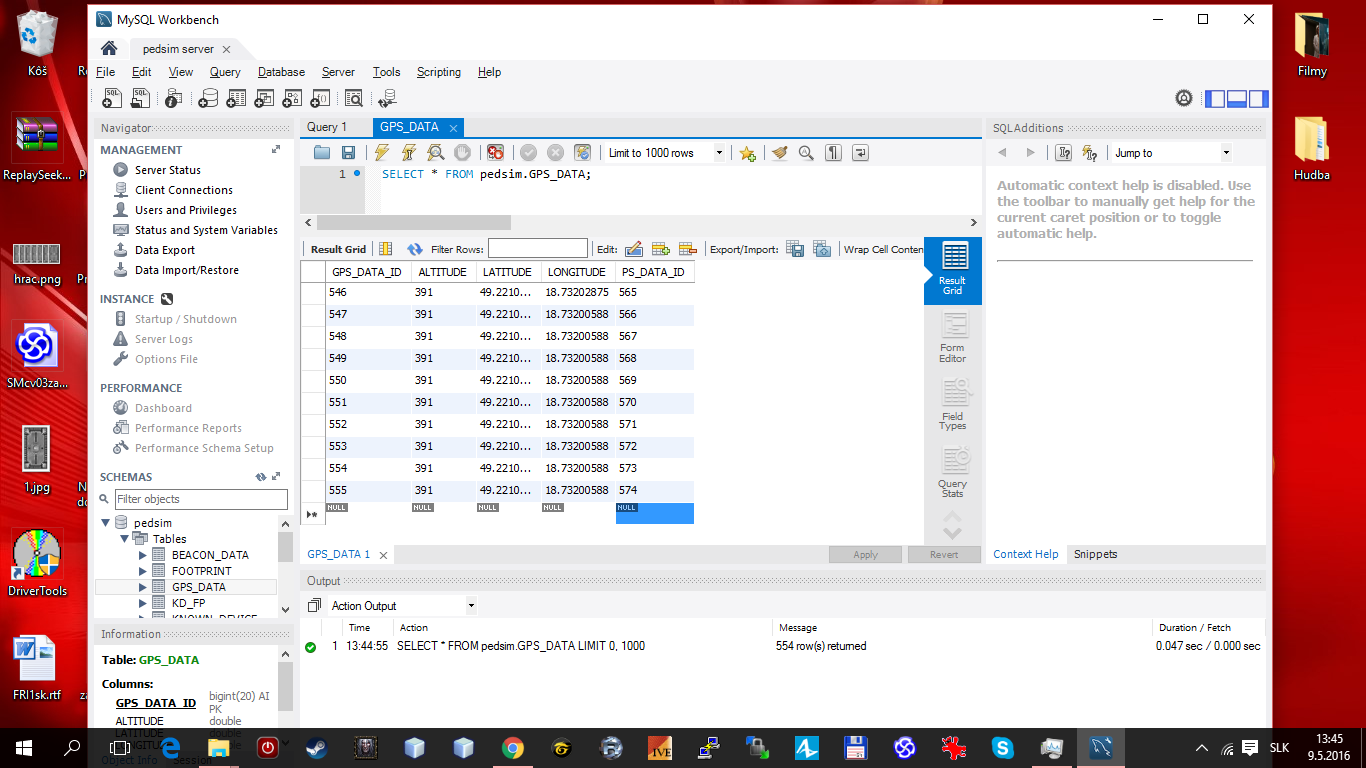 Kôš
ReplaySeek...
hrac.png
SMcv03za...
1.jpg
DriverTools
FRI1sk.rtf
Filmy
Hudba
MySQL Workbench
pedsim server
File Edit View Query Database Server Tools Scripting Help
Navigator
MANAGEMENT
Server Status
Client Connections
Users and Privileges
Status and System Variables
Data Export
Data Import/Restore
INSTANCE
Startup / Shutdown
Server Logs
Options File
PERFORMANCE
Dashboard
Performance Reports
Performance Schema Setup
SCHEMAS
Filter objects
pedsim
Tables
BEACON_DATA
FOOTPRINT
GPS_DATA
KD_FP
KNOWN_DEVICE
Information
Table: GPS_DATA
Columns:
GPS_DATA_ID bigint(20) AI
PK
ALTITUDE double
LATITUDE double
LONGITUDE double
Object Info Session
Query 1 GPS_DATA
Limit to 1000 rows
1 SELECT * FROM pedsim.GPS_DATA;
Result Grid Filter Rows: Edit: Export/Import: Wrap Cell Conten
GPS_DATA_ID ALTITUDE LATITUDE LONGITUDE PS_DATA_ID
546 391 49.2210... 18.73202875 565
547 391 49.2210... 18.73200588 566
548 391 49.2210... 18.73200588 567
549 391 49.2210... 18.73200588 568
550 391 49.2210... 18.73200588 569
551 391 49.2210... 18.73200588 570
552 391 49.2210... 18.73200588 571
553 391 49.2210... 18.73200588 572
554 391 49.2210... 18.73200588 573
555 391 49.2210... 18.73200588 574
NULL NULL NULL NULL NULL
Result
Grid
Form
Editor
Field
Types
Query
Stats
GPS_DATA 1 Apply Revert
SQLAdditions
Jump to
Automatic context help is disabled. Use
the toolbar to manually get help for the
current caret position or to toggle
automatic help.
Context Help Snippets
Output
Action Output
Time Action Message Duration / Fetch
1 13:44:55 SELECT * FROM pedsim.GPS_DATA LIMIT 0, 1000 554 row(s) returned 0.047 sec / 0.000 sec
SLK
13:45
9.5.2016